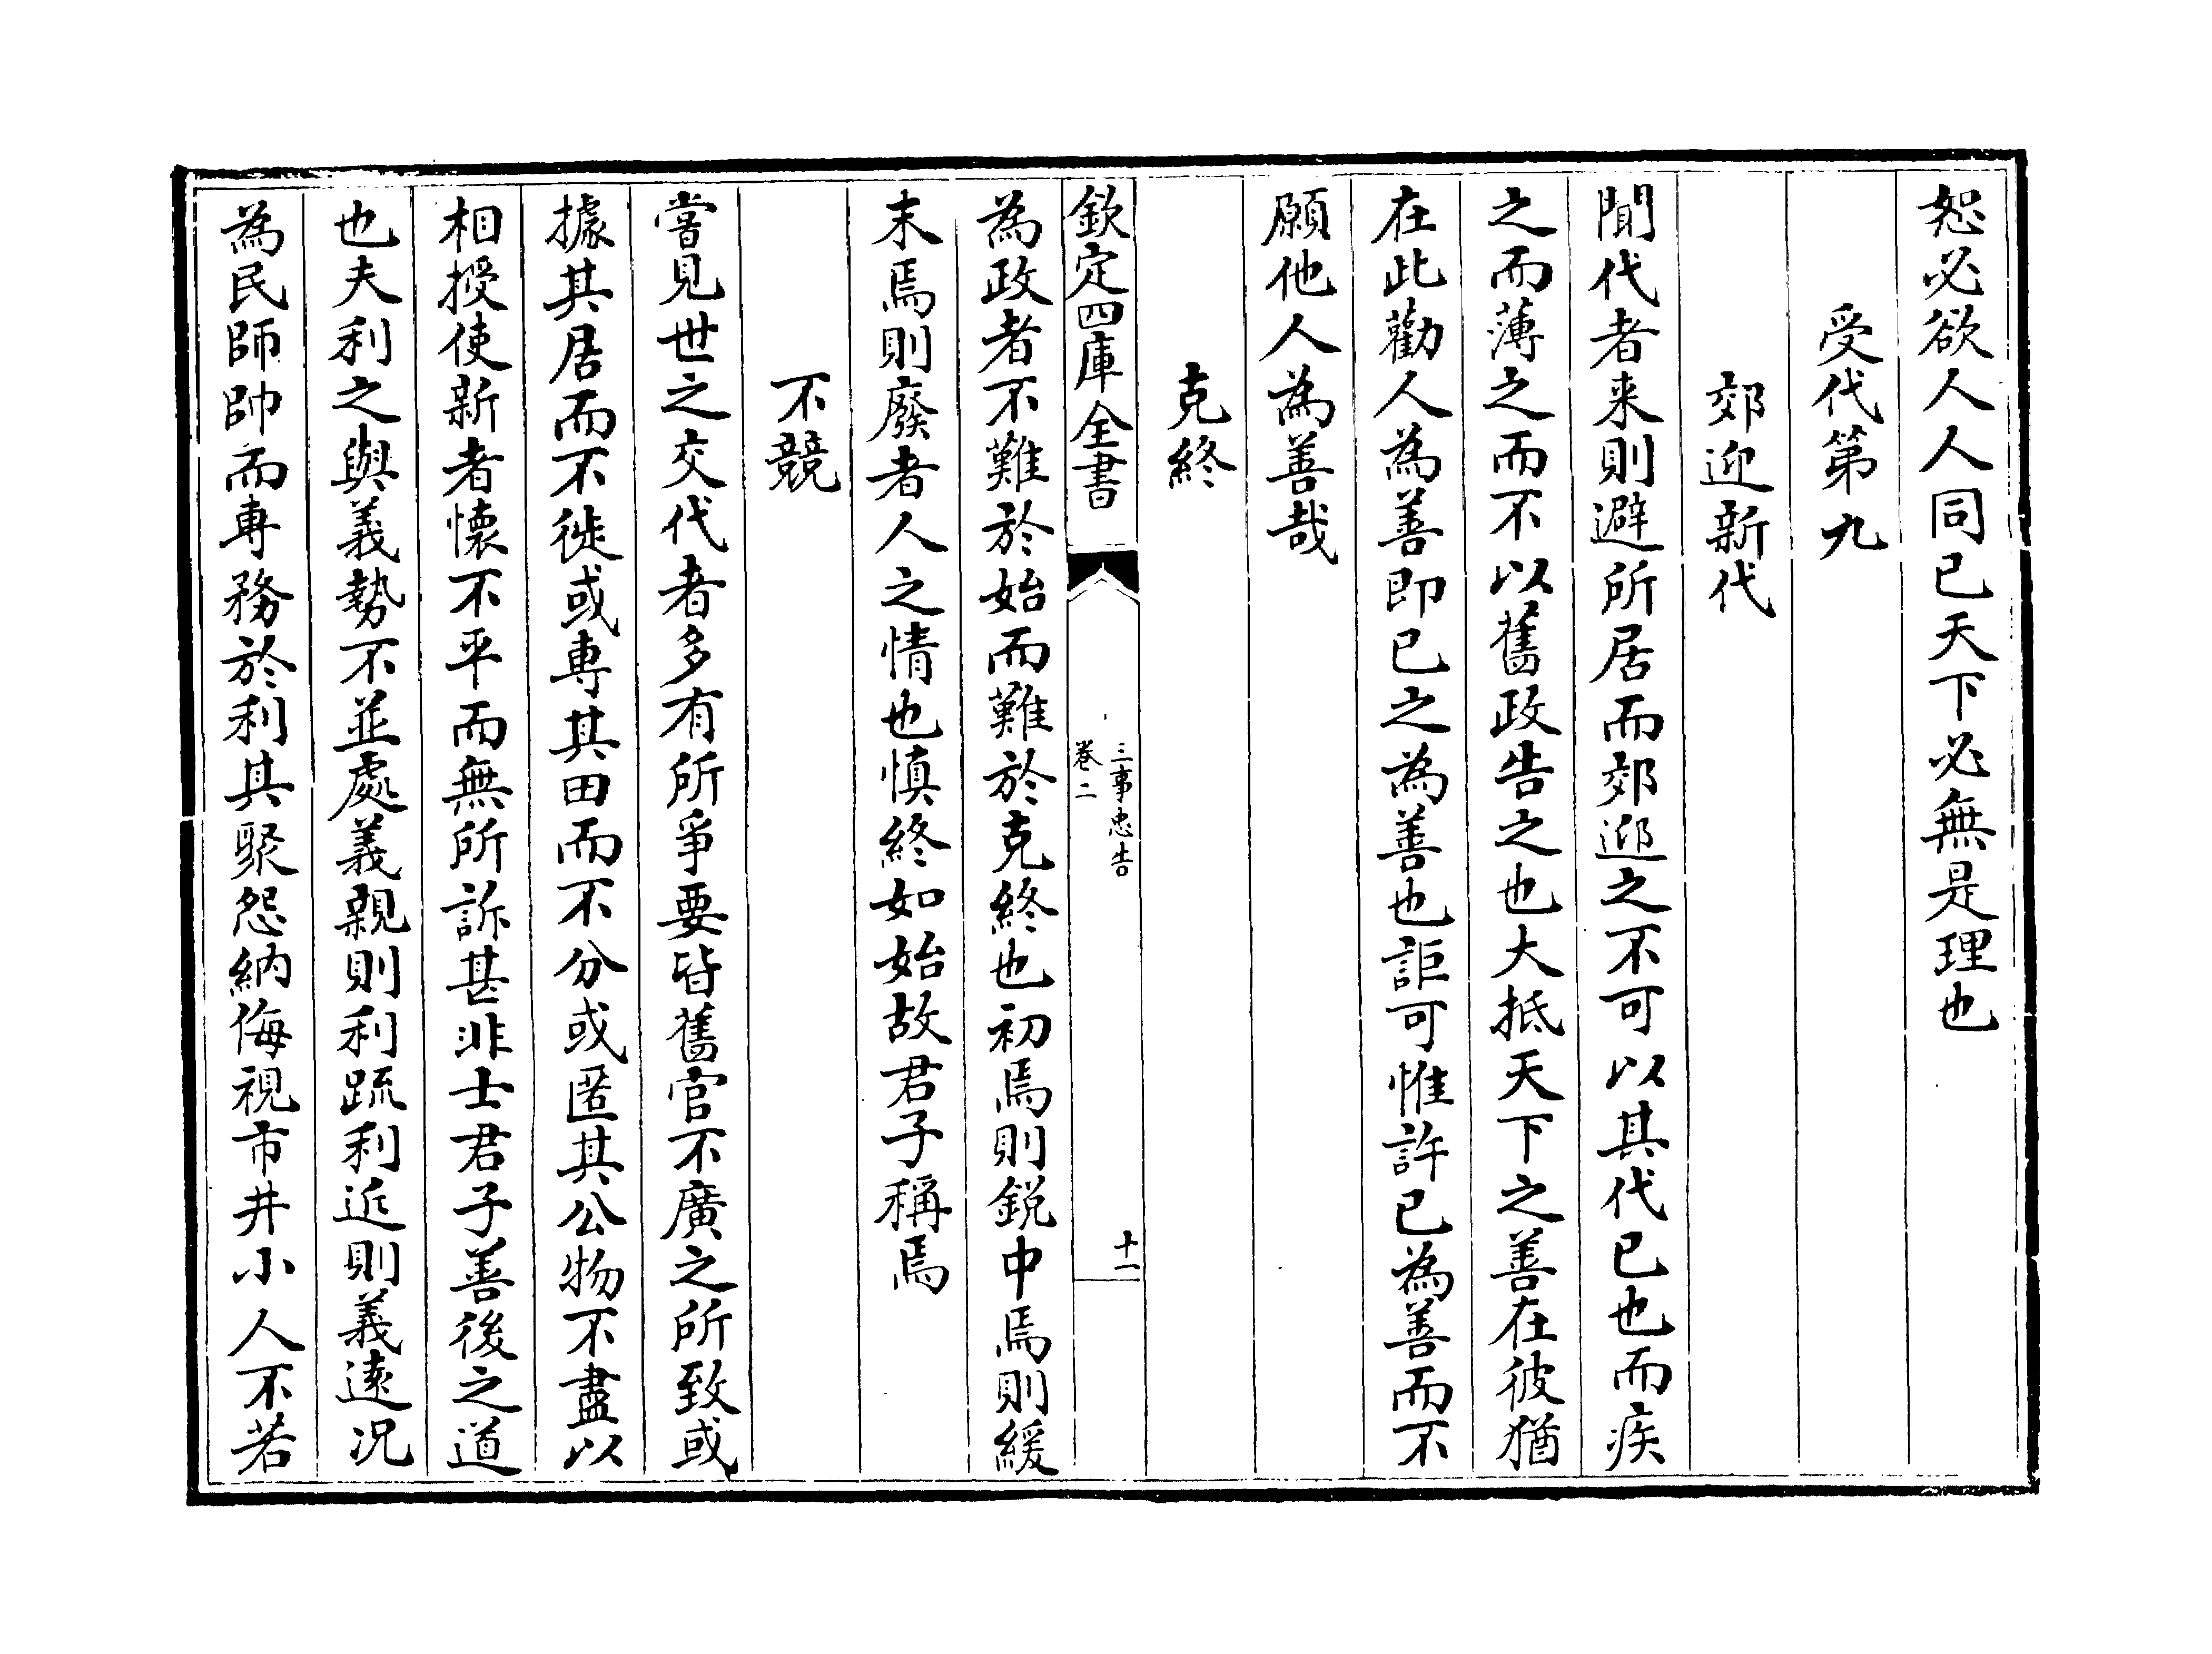 恕必欲人人同已天下必無是理也
受代第九
郊迎新代
聞代者来則避所居而郊迎之不可以其代已也而疾
之而薄之而不以舊政告之也大抵天下之善在彼猶
在此勸人為善即已之為善也詎可惟許已為善而不
願他人為善哉
克終
欽定四庫全書
三事忠告
卷二
十一
為政者不難於始而難於克終也初焉則鋭中焉則緩
末焉則廢者人之情也慎終如始故君子稱焉
不競
嘗見世之交代者多有所爭要皆舊官不廣之所致或
據其居而不徙或專其田而不分或匿其公物不盡以
相授使新者懐不平而無所訴甚非士君子善後之道
也夫利之與義勢不並處義親則利疏利近則義逺况
為民師帥而專務於利其聚怨納侮視市井小人不若